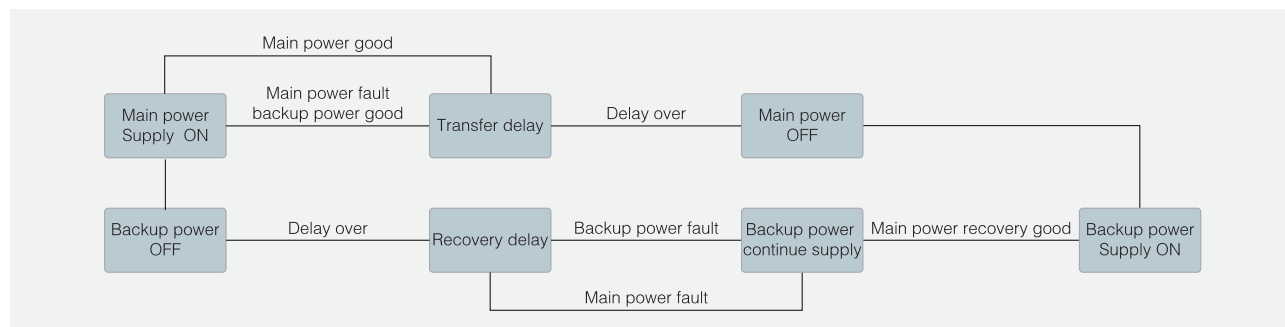 Main power good
Main power fault
backup power good
Main power
Supply ON
Transfer delay
Delay over
Main power
OFF
Backup power
OFF
Delay over
Recovery delay
Backup power fault
Backup power
continue supply
Main power recovery good
Backup power
Supply ON
Main power fault